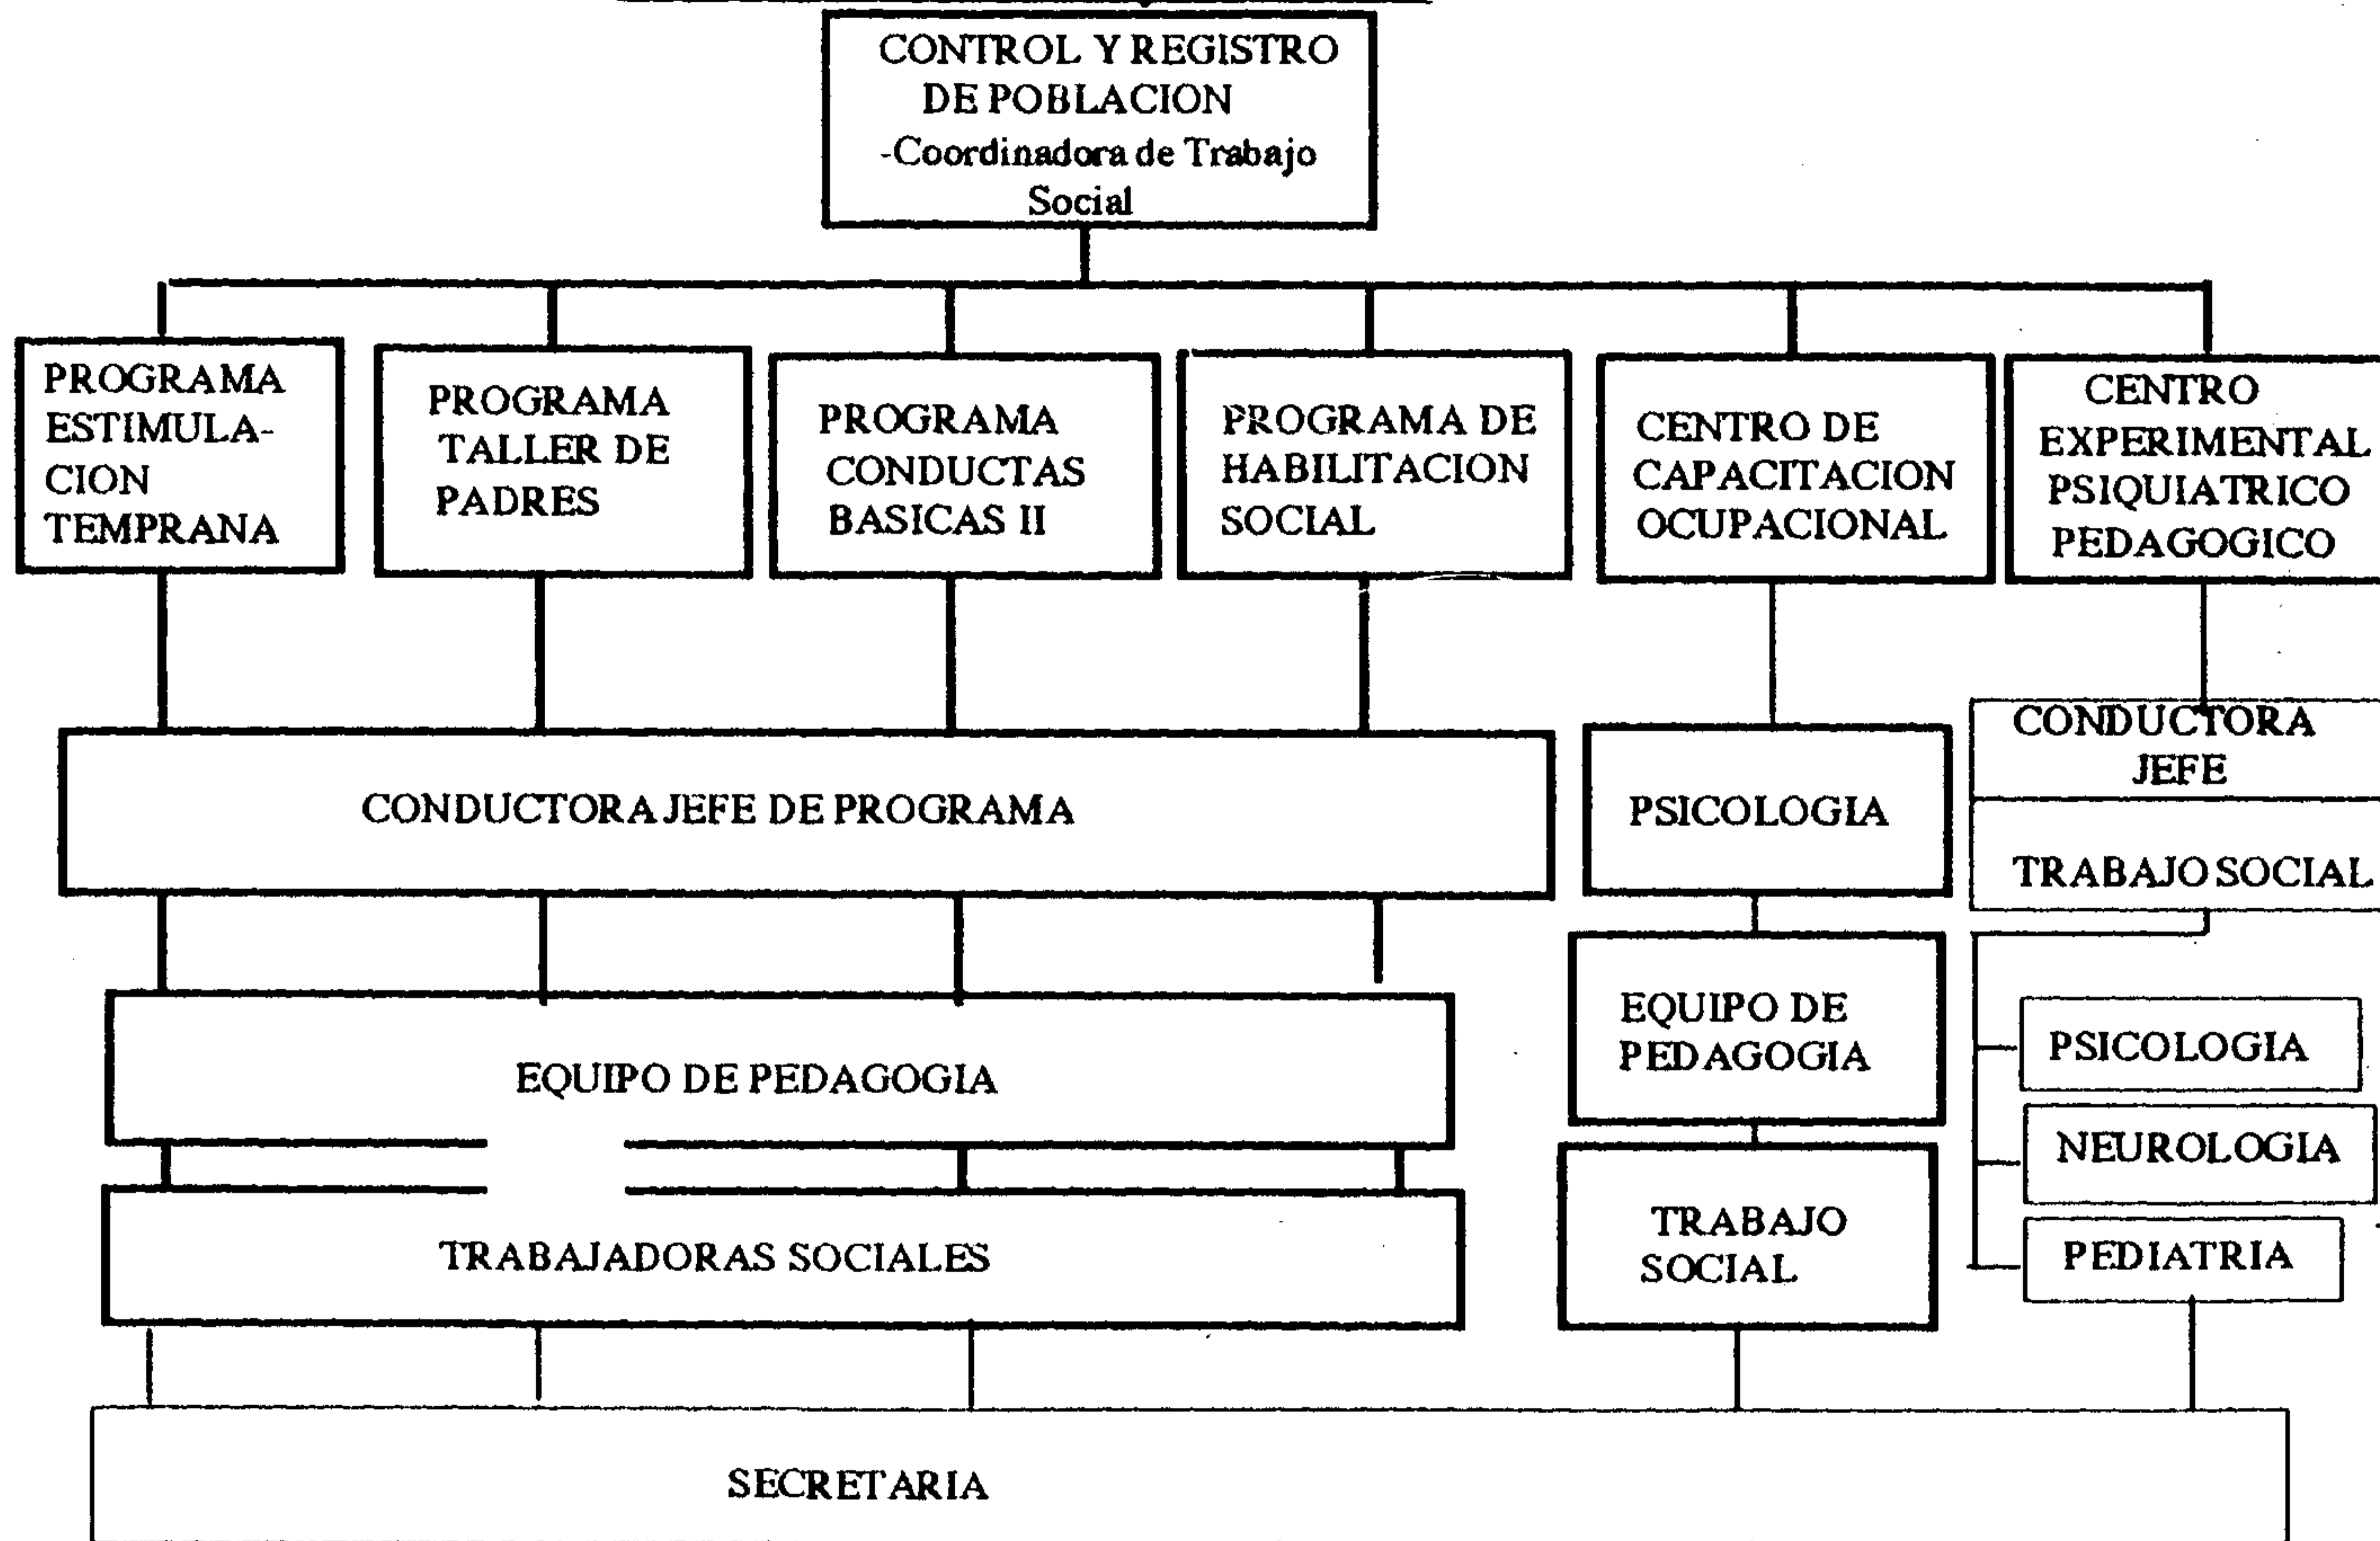 CONTROL Y REGISTRO
DE POBLACION
-Coordinadora de Trabajo
Social
PROGRAMA
ESTIMULA-
CION
TEMPRANA
PROGRAMA
TALLER DE
PADRES
PROGRAMA
CONDUCTAS
BASICAS II
PROGRAMA DE
HABILITACION
SOCIAL
CENTRO DE
CAPACITACION
OCUPACIONAL
CENTRO
EXPERIMENTAL
PSIQUIATRICO
PEDAGOGICO
CONDUCTORA JEFE DE PROGRAMA
PSICOLOGIA
CONDUCTORA
JEFE
TRABAJO SOCIAL
EQUIPO DE PEDAGOGIA
EQUIPO DE
PEDAGOGIA
PSICOLOGIA
NEUROLOGIA
PEDIATRIA
TRABAJADORAS SOCIALES
TRABAJO
SOCIAL
SECRETARIA